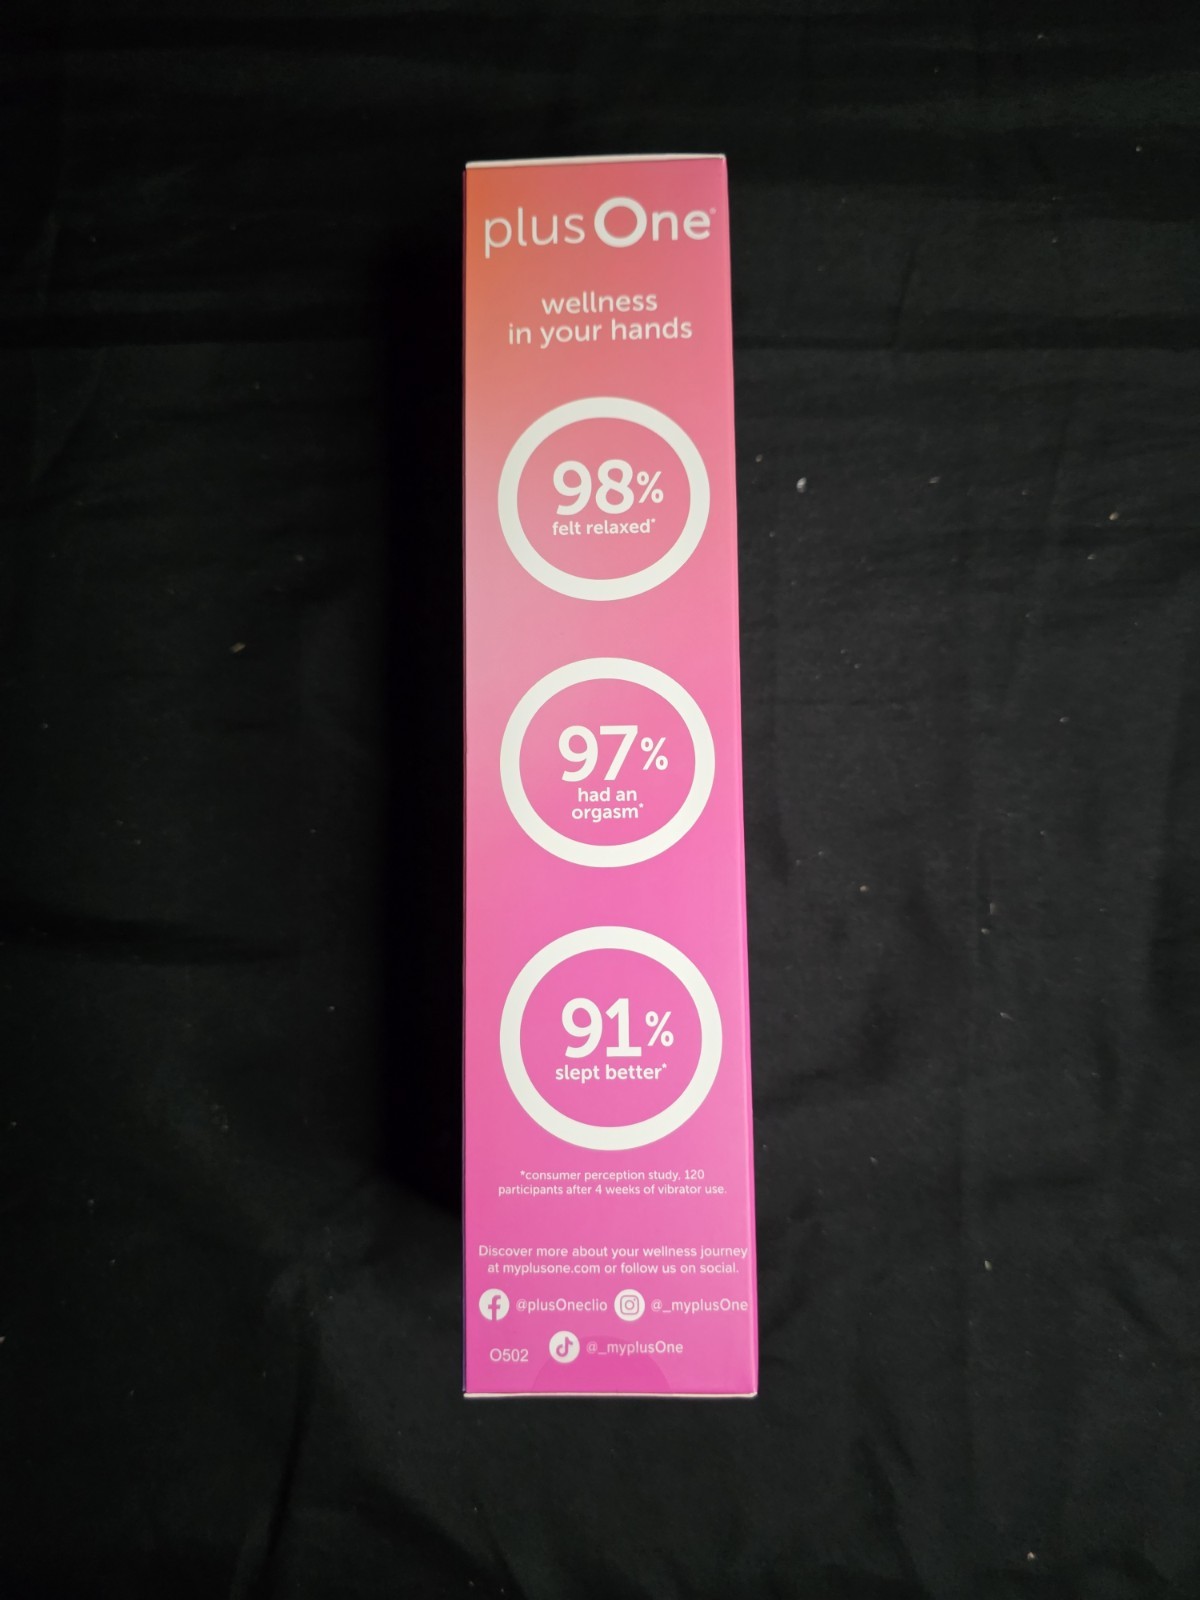 plusOne®
wellness
in your hands
98%
felt relaxed*
97%
had an
orgasm*
91%
slept better*
*consumer perception study, 120
participants after 4 weeks of vibrator use.
Discover more about your wellness journey
at myplusone.com or follow us on social.
@plusOneclio @_myplusOne
O502 @_myplusOne